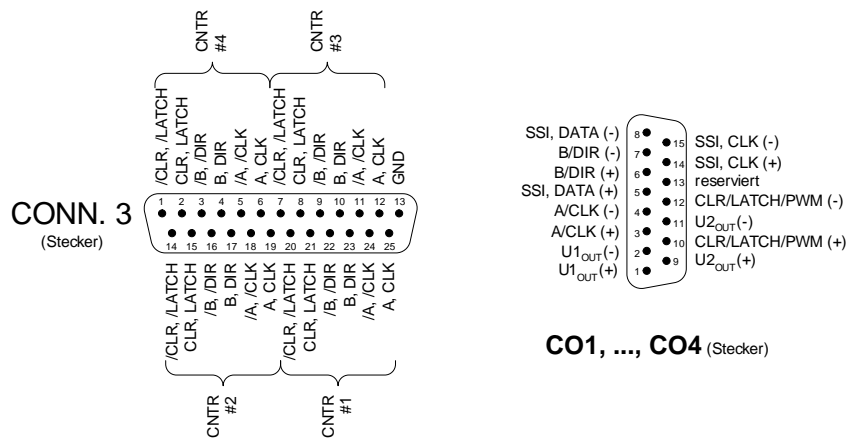 CNTR
#4
CNTR
#3
/CLR, /LATCH
CLR, LATCH
/B, /DIR
B, DIR
/A, /CLK
A, CLK
/CLR, /LATCH
CLR, LATCH
/B, /DIR
B, DIR
/A, /CLK
A, CLK
GND
CONN. 3
(Stecker)
1 2 3 4 5 6 7 8 9 10 11 12 13
14 15 16 17 18 19 20 21 22 23 24 25
/CLR, /LATCH
CLR, LATCH
/B, /DIR
B, DIR
/A, /CLK
A, CLK
/CLR, /LATCH
CLR, LATCH
/B, /DIR
B, DIR
/A, /CLK
A, CLK
CNTR
#2
CNTR
#1
SSI, DATA (-) 8
B/DIR (-) 7
B/DIR (+) 6
SSI, DATA (+) 5
A/CLK (-) 4
A/CLK (+) 3
U1OUT(-) 2
U1OUT(+) 1
15 SSI, CLK (-)
14 SSI, CLK (+)
13 reserviert
12 CLR/LATCH/PWM (-)
11 U2OUT(-)
10 CLR/LATCH/PWM (+)
9 U2OUT(+)
CO1, ..., CO4 (Stecker)